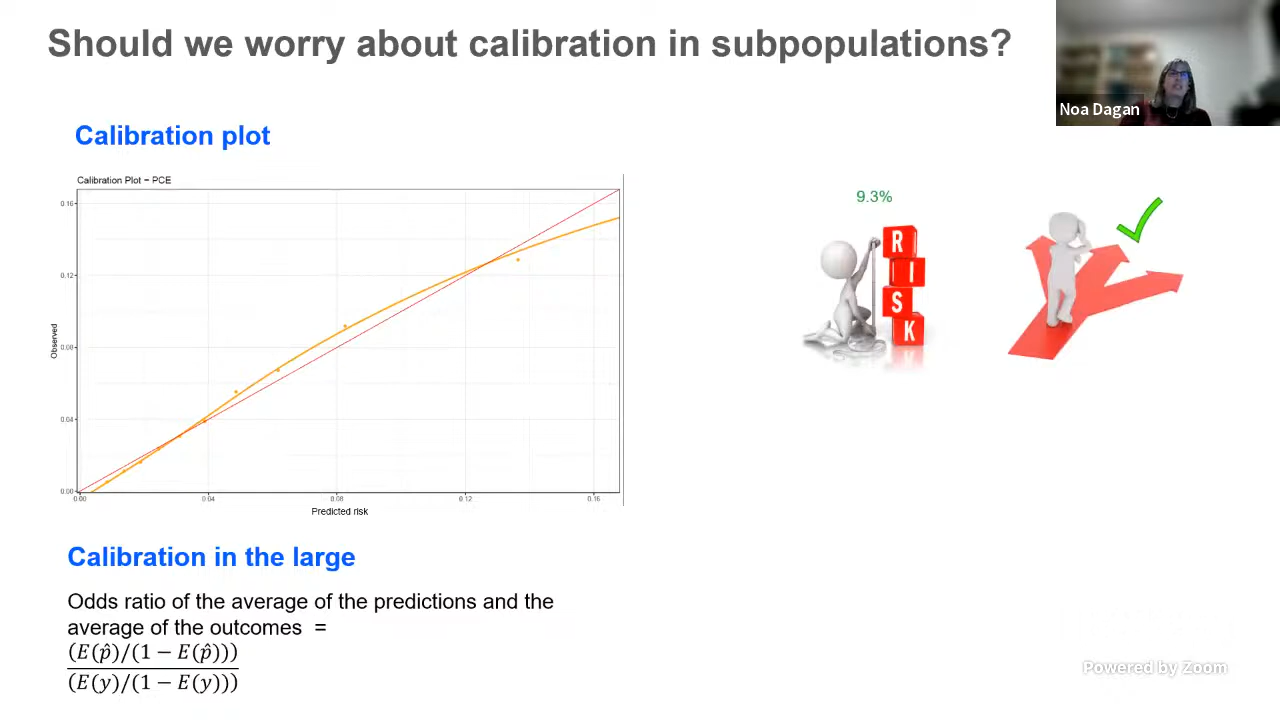 Should we worry about calibration in subpopulations?
Noa Dagan
Calibration plot
Calibration Plot − PCE
0.16
0.12
0.08
0.04
0.00
Observed
0.00 0.04 0.08 0.12 0.16
Predicted risk
9.3%
R
I
S
K
Calibration in the large
Odds ratio of the average of the predictions and the
average of the outcomes =
(E(p̂)/(1 − E(p̂)))
(E(y)/(1 − E(y)))
Powered by Zoom